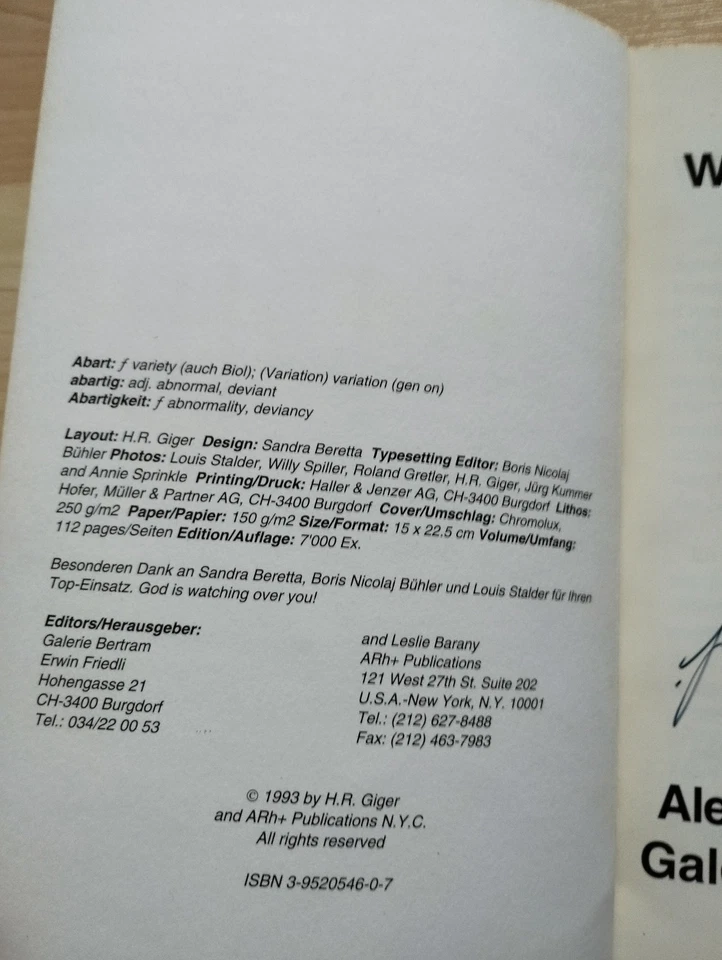 Abart: f variety (auch Biol); (Variation) variation (gen on)
abartig: adj. abnormal, deviant
Abartigkeit: f abnormality, deviancy
Layout: H.R. Giger Design: Sandra Beretta Typesetting Editor: Boris Nicolaj
Bühler Photos: Louis Stalder, Willy Spiller, Roland Gretler, H.R. Giger, Jürg Kummer
and Annie Sprinkle Printing/Druck: Haller & Jenzer AG, CH-3400 Burgdorf Lithos:
Hofer, Müller & Partner AG, CH-3400 Burgdorf Cover/Umschlag: Chromolux,
250 g/m2 Paper/Papier: 150 g/m2 Size/Format: 15 x 22.5 cm Volume/Umfang:
112 pages/Seiten Edition/Auflage: 7'000 Ex.
Besonderen Dank an Sandra Beretta, Boris Nicolaj Bühler und Louis Stalder für Ihren
Top-Einsatz. God is watching over you!
Editors/Herausgeber:
Galerie Bertram
Erwin Friedli
Hohengasse 21
CH-3400 Burgdorf
Tel.: 034/22 00 53
and Leslie Barany
ARh+ Publications
121 West 27th St. Suite 202
U.S.A.-New York, N.Y. 10001
Tel.: (212) 627-8488
Fax: (212) 463-7983
© 1993 by H.R. Giger
and ARh+ Publications N.Y.C.
All rights reserved
ISBN 3-9520546-0-7
W
Ale
Gale